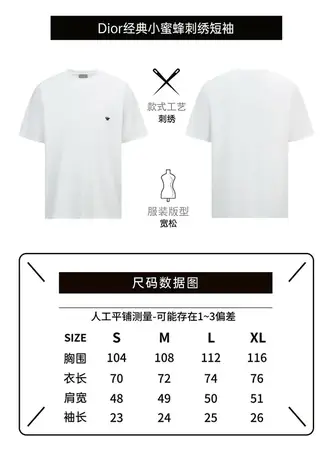 Dior经典小蜜蜂刺绣短袖
款式工艺
刺绣
服装版型
宽松
尺码数据图
人工平铺测量-可能存在1~3偏差
SIZE S M L XL
胸围 104 108 112 116
衣长 70 72 74 76
肩宽 48 49 50 51
袖长 23 24 25 26